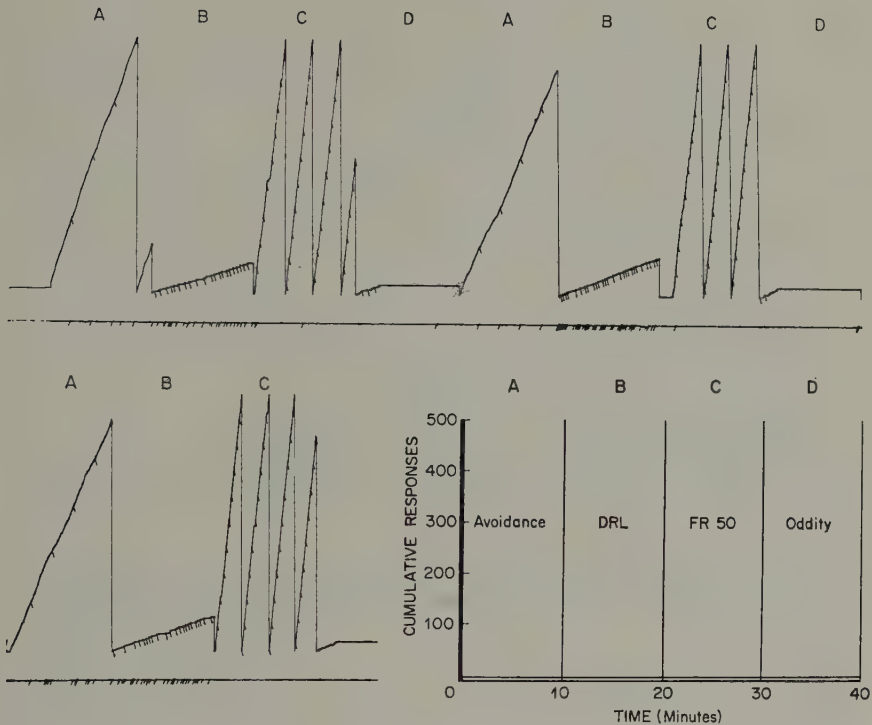 A B C D A B C D
A B C
A B C D
500
400
300
200
100
0
CUMULATIVE RESPONSES
Avoidance DRL FR 50 Oddity
10 20 30 40
TIME (Minutes)